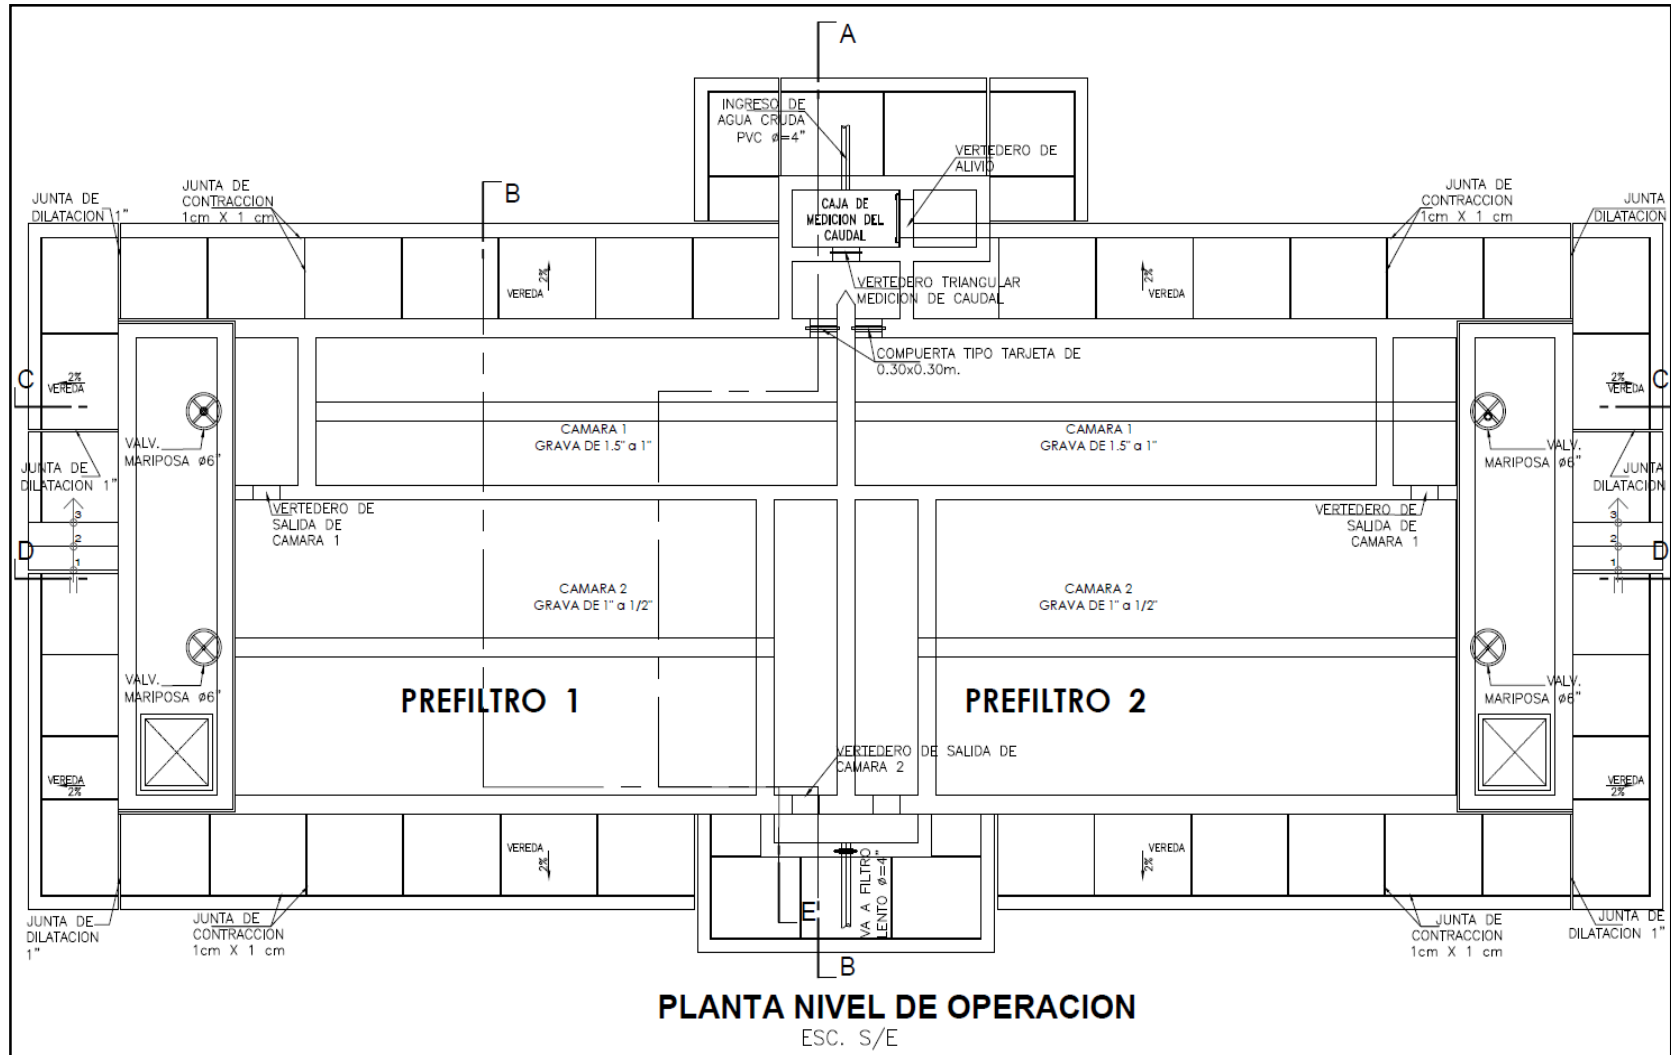 A
INGRESO DE
AGUA CRUDA
PVC ø=4"
VERTEDERO DE
ALIVIO
JUNTA DE
DILATACION 1"
JUNTA DE
CONTRACCION
1cm X 1 cm
B
CAJA DE
MEDICION DEL
CAUDAL
JUNTA DE
CONTRACCION
1cm X 1 cm
JUNTA
DILATACION
2%
VEREDA
VERTEDERO TRIANGULAR
MEDICION DE CAUDAL
2%
VEREDA
COMPUERTA TIPO TARJETA DE
0.30x0.30m.
C
2%
VEREDA
2%
VEREDA
C
VALV.
MARIPOSA ø6"
CAMARA 1
GRAVA DE 1.5" a 1"
CAMARA 1
GRAVA DE 1.5" a 1"
VALV.
MARIPOSA ø6"
JUNTA DE
DILATACION 1"
JUNTA
DILATACION
VERTEDERO DE
SALIDA DE
CAMARA 1
VERTEDERO DE
SALIDA DE
CAMARA 1
3
2
1
D
3
2
1
D
CAMARA 2
GRAVA DE 1" a 1/2"
CAMARA 2
GRAVA DE 1" a 1/2"
VALV.
MARIPOSA ø6"
PREFILTRO 1
PREFILTRO 2
VALV.
MARIPOSA ø6"
VERTEDERO DE SALIDA DE
CAMARA 2
VEREDA
2%
VEREDA
2%
VEREDA
2%
VEREDA
2%
VA A FILTRO
LENTO ø=4"
JUNTA DE
DILATACION
1"
JUNTA DE
CONTRACCION
1cm X 1 cm
E
JUNTA DE
CONTRACCION
1cm X 1 cm
JUNTA DE
DILATACION 1"
B
PLANTA NIVEL DE OPERACION
ESC. S/E